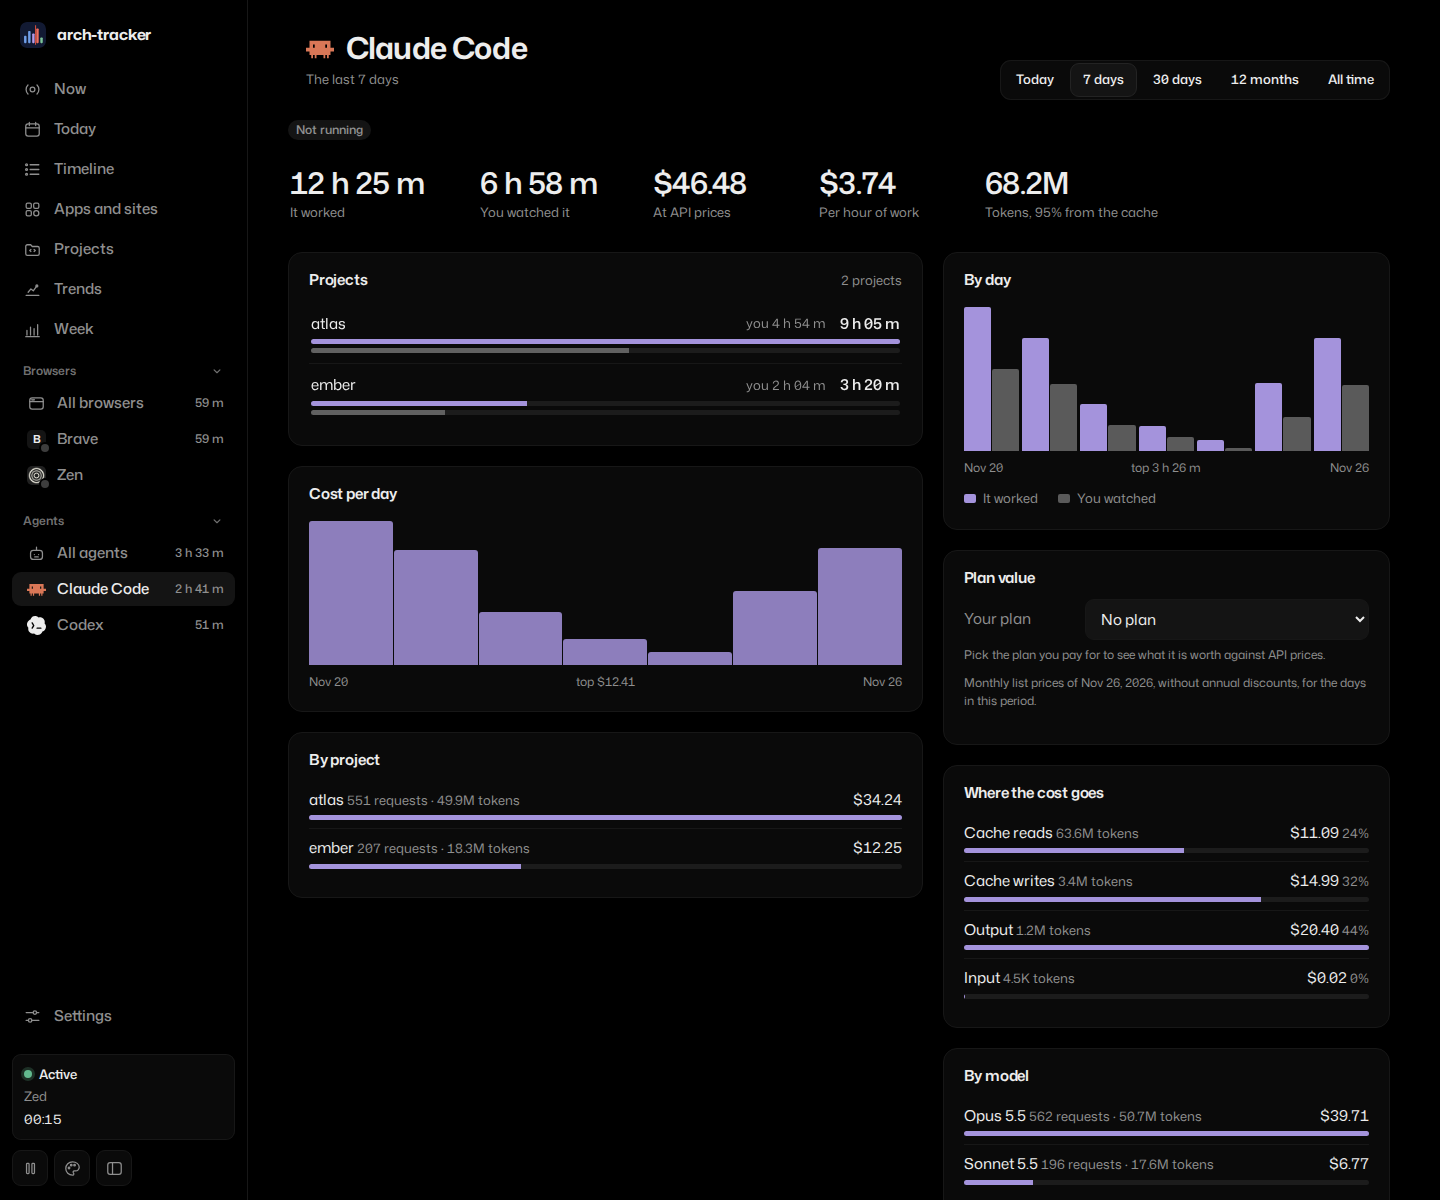 arch-tracker
Now
Today
Timeline
Apps and sites
Projects
Trends
Week
Browsers
All browsers 59 m
B Brave 59 m
Zen
Agents
All agents 3 h 33 m
Claude Code 2 h 41 m
Codex 51 m
Settings
Active
Zed
00:15
Claude Code
The last 7 days
Today 7 days 30 days 12 months All time
Not running
12 h 25 m 6 h 58 m $46.48 $3.74 68.2M
It worked You watched it At API prices Per hour of work Tokens, 95% from the cache
Projects 2 projects
atlas you 4 h 54 m 9 h 05 m
ember you 2 h 04 m 3 h 20 m
Cost per day
Nov 20 top $12.41 Nov 26
By project
atlas 551 requests · 49.9M tokens $34.24
ember 207 requests · 18.3M tokens $12.25
By day
Nov 20 top 3 h 26 m Nov 26
It worked You watched
Plan value
Your plan No plan
Pick the plan you pay for to see what it is worth against API prices.
Monthly list prices of Nov 26, 2026, without annual discounts, for the days
in this period.
Where the cost goes
Cache reads 63.6M tokens $11.09 24%
Cache writes 3.4M tokens $14.99 32%
Output 1.2M tokens $20.40 44%
Input 4.5K tokens $0.02 0%
By model
Opus 5.5 562 requests · 50.7M tokens $39.71
Sonnet 5.5 196 requests · 17.6M tokens $6.77